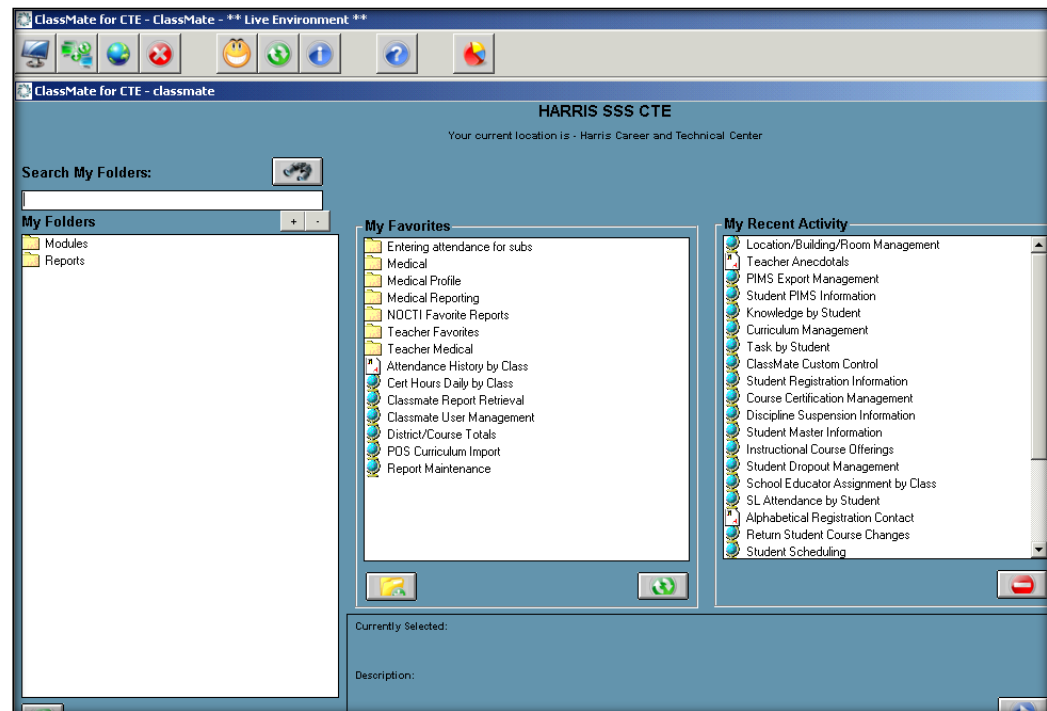 ClassMate for CTE - ClassMate - ** Live Environment **
ClassMate for CTE - classmate
HARRIS SSS CTE
Your current location is - Harris Career and Technical Center
Search My Folders:
My Folders
+ -
Modules
Reports
My Favorites
Entering attendance for subs
Medical
Medical Profile
Medical Reporting
NOCTI Favorite Reports
Teacher Favorites
Teacher Medical
Attendance History by Class
Cert Hours Daily by Class
Classmate Report Retrieval
Classmate User Management
District/Course Totals
POS Curriculum Import
Report Maintenance
My Recent Activity
Location/Building/Room Management
Teacher Anecdotals
PIMS Export Management
Student PIMS Information
Knowledge by Student
Curriculum Management
Task by Student
ClassMate Custom Control
Student Registration Information
Course Certification Management
Discipline Suspension Information
Student Master Information
Instructional Course Offerings
Student Dropout Management
School Educator Assignment by Class
SL Attendance by Student
Alphabetical Registration Contact
Return Student Course Changes
Student Scheduling
Currently Selected:
Description: